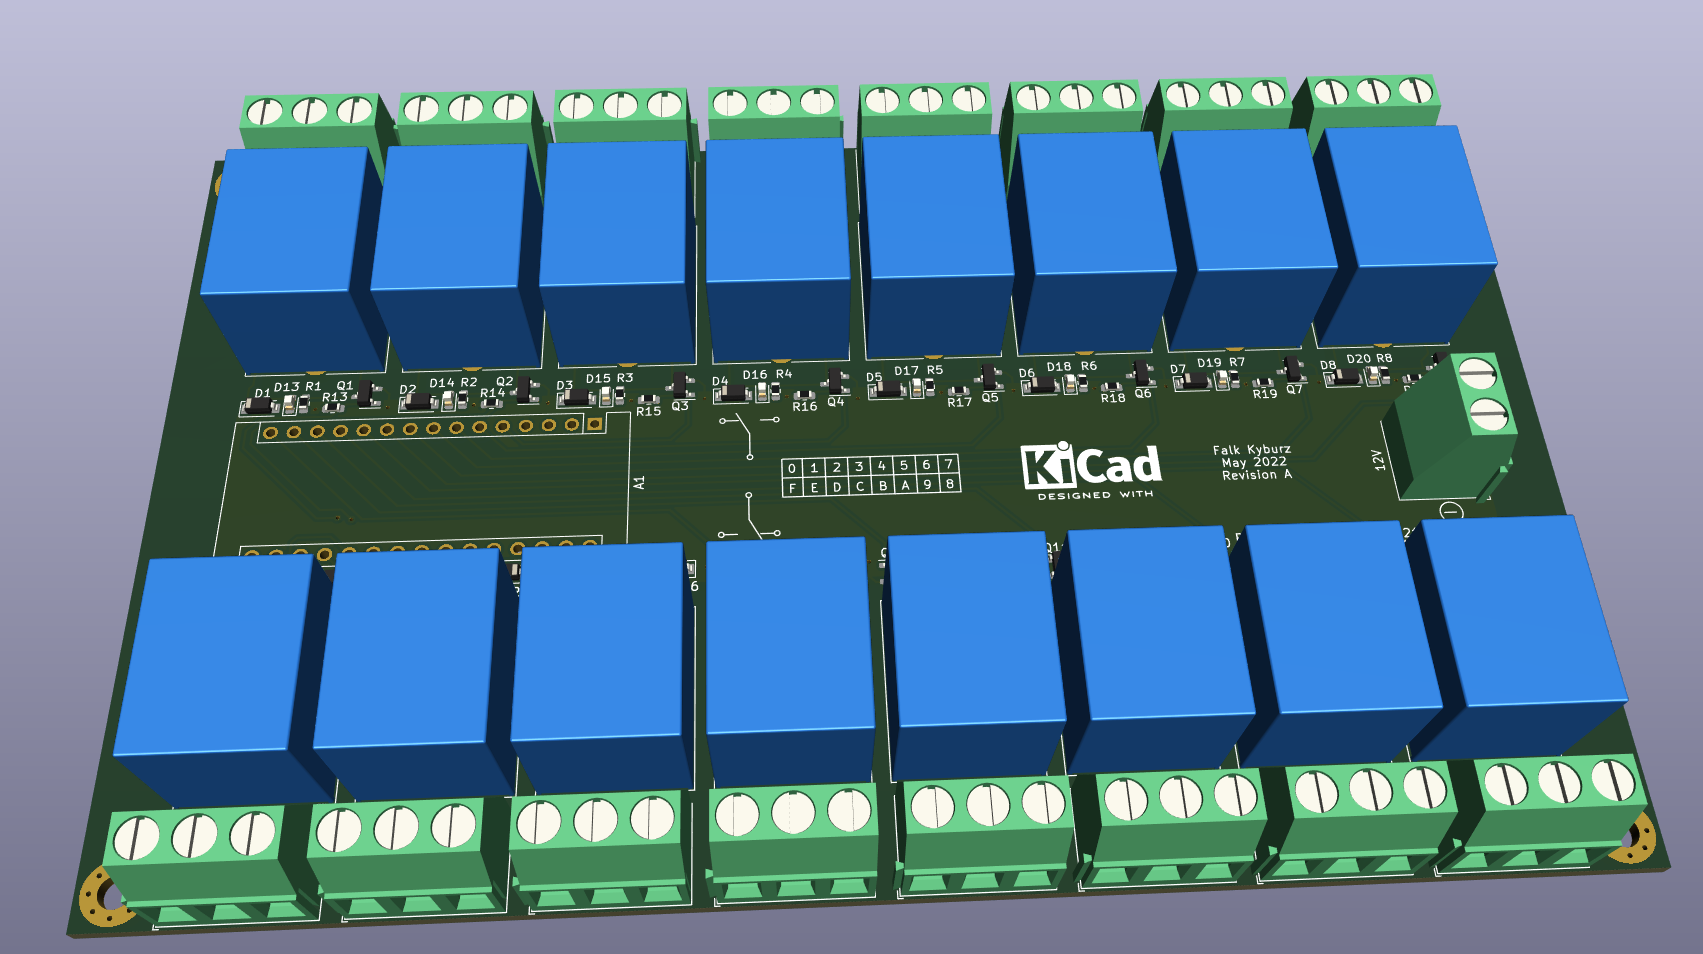 D1 D13 R1 R13 Q1 D2 D14 R2 R14 Q2 D3 D15 R3 R15 Q3 D4 D16 R4 R16 Q4 D5 D17 R5 R17 Q5 D6 D18 R6 R18 Q6 D7 D19 R7 R19 Q7 D8 D20 R8
A1
0 1 2 3 4 5 6 7
F E D C B A 9 8
KiCad
DESIGNED WITH
Falk Kyburz
May 2022
Revision A
12V